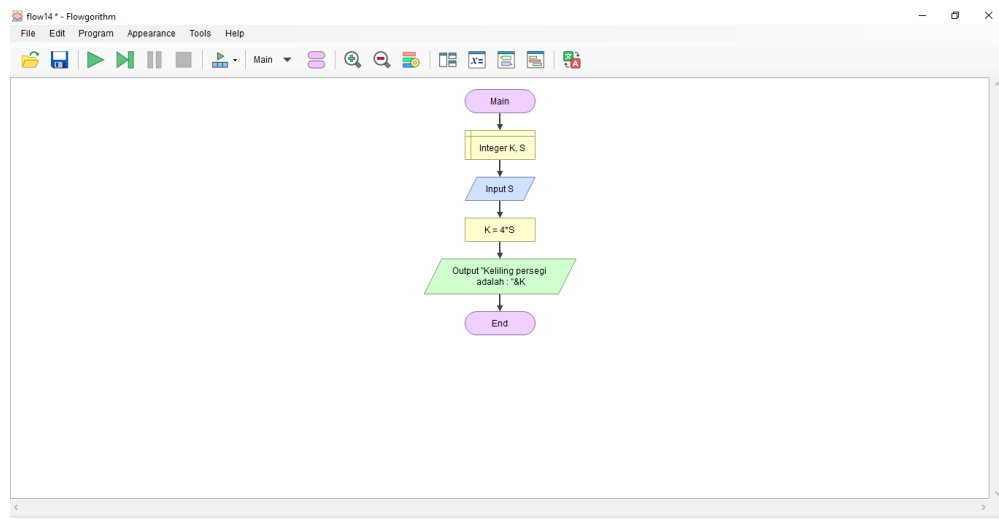 flow14 * - Flowgorithm
File Edit Program Appearance Tools Help
Main
x=
Main
Integer K, S
Input S
K = 4*S
Output "Keliling persegi
adalah : "&K
End